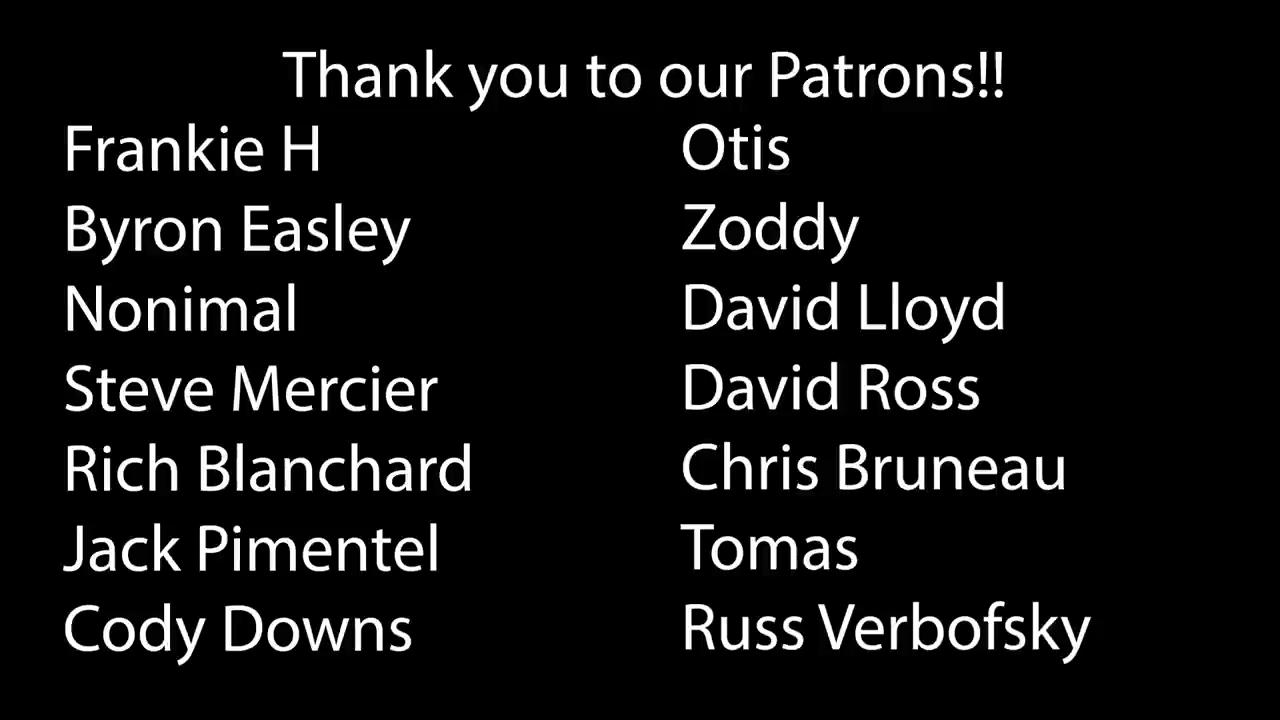 Thank you to our Patrons!!
Frankie H
Byron Easley
Nonimal
Steve Mercier
Rich Blanchard
Jack Pimentel
Cody Downs
Otis
Zoddy
David Lloyd
David Ross
Chris Bruneau
Tomas
Russ Verbofsky